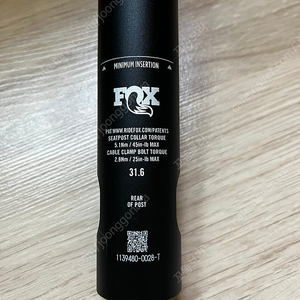 MINIMUM INSERTION
FOX
PAT WWW.RIDEFOX.COM/PATENTS
SEATPOST COLLAR TORQUE
5.1Nm / 45in-lb MAX
CABLE CLAMP BOLT TORQUE
2.8Nm / 25in-lb MAX
31.6
REAR
OF POST
1139480-0028-T